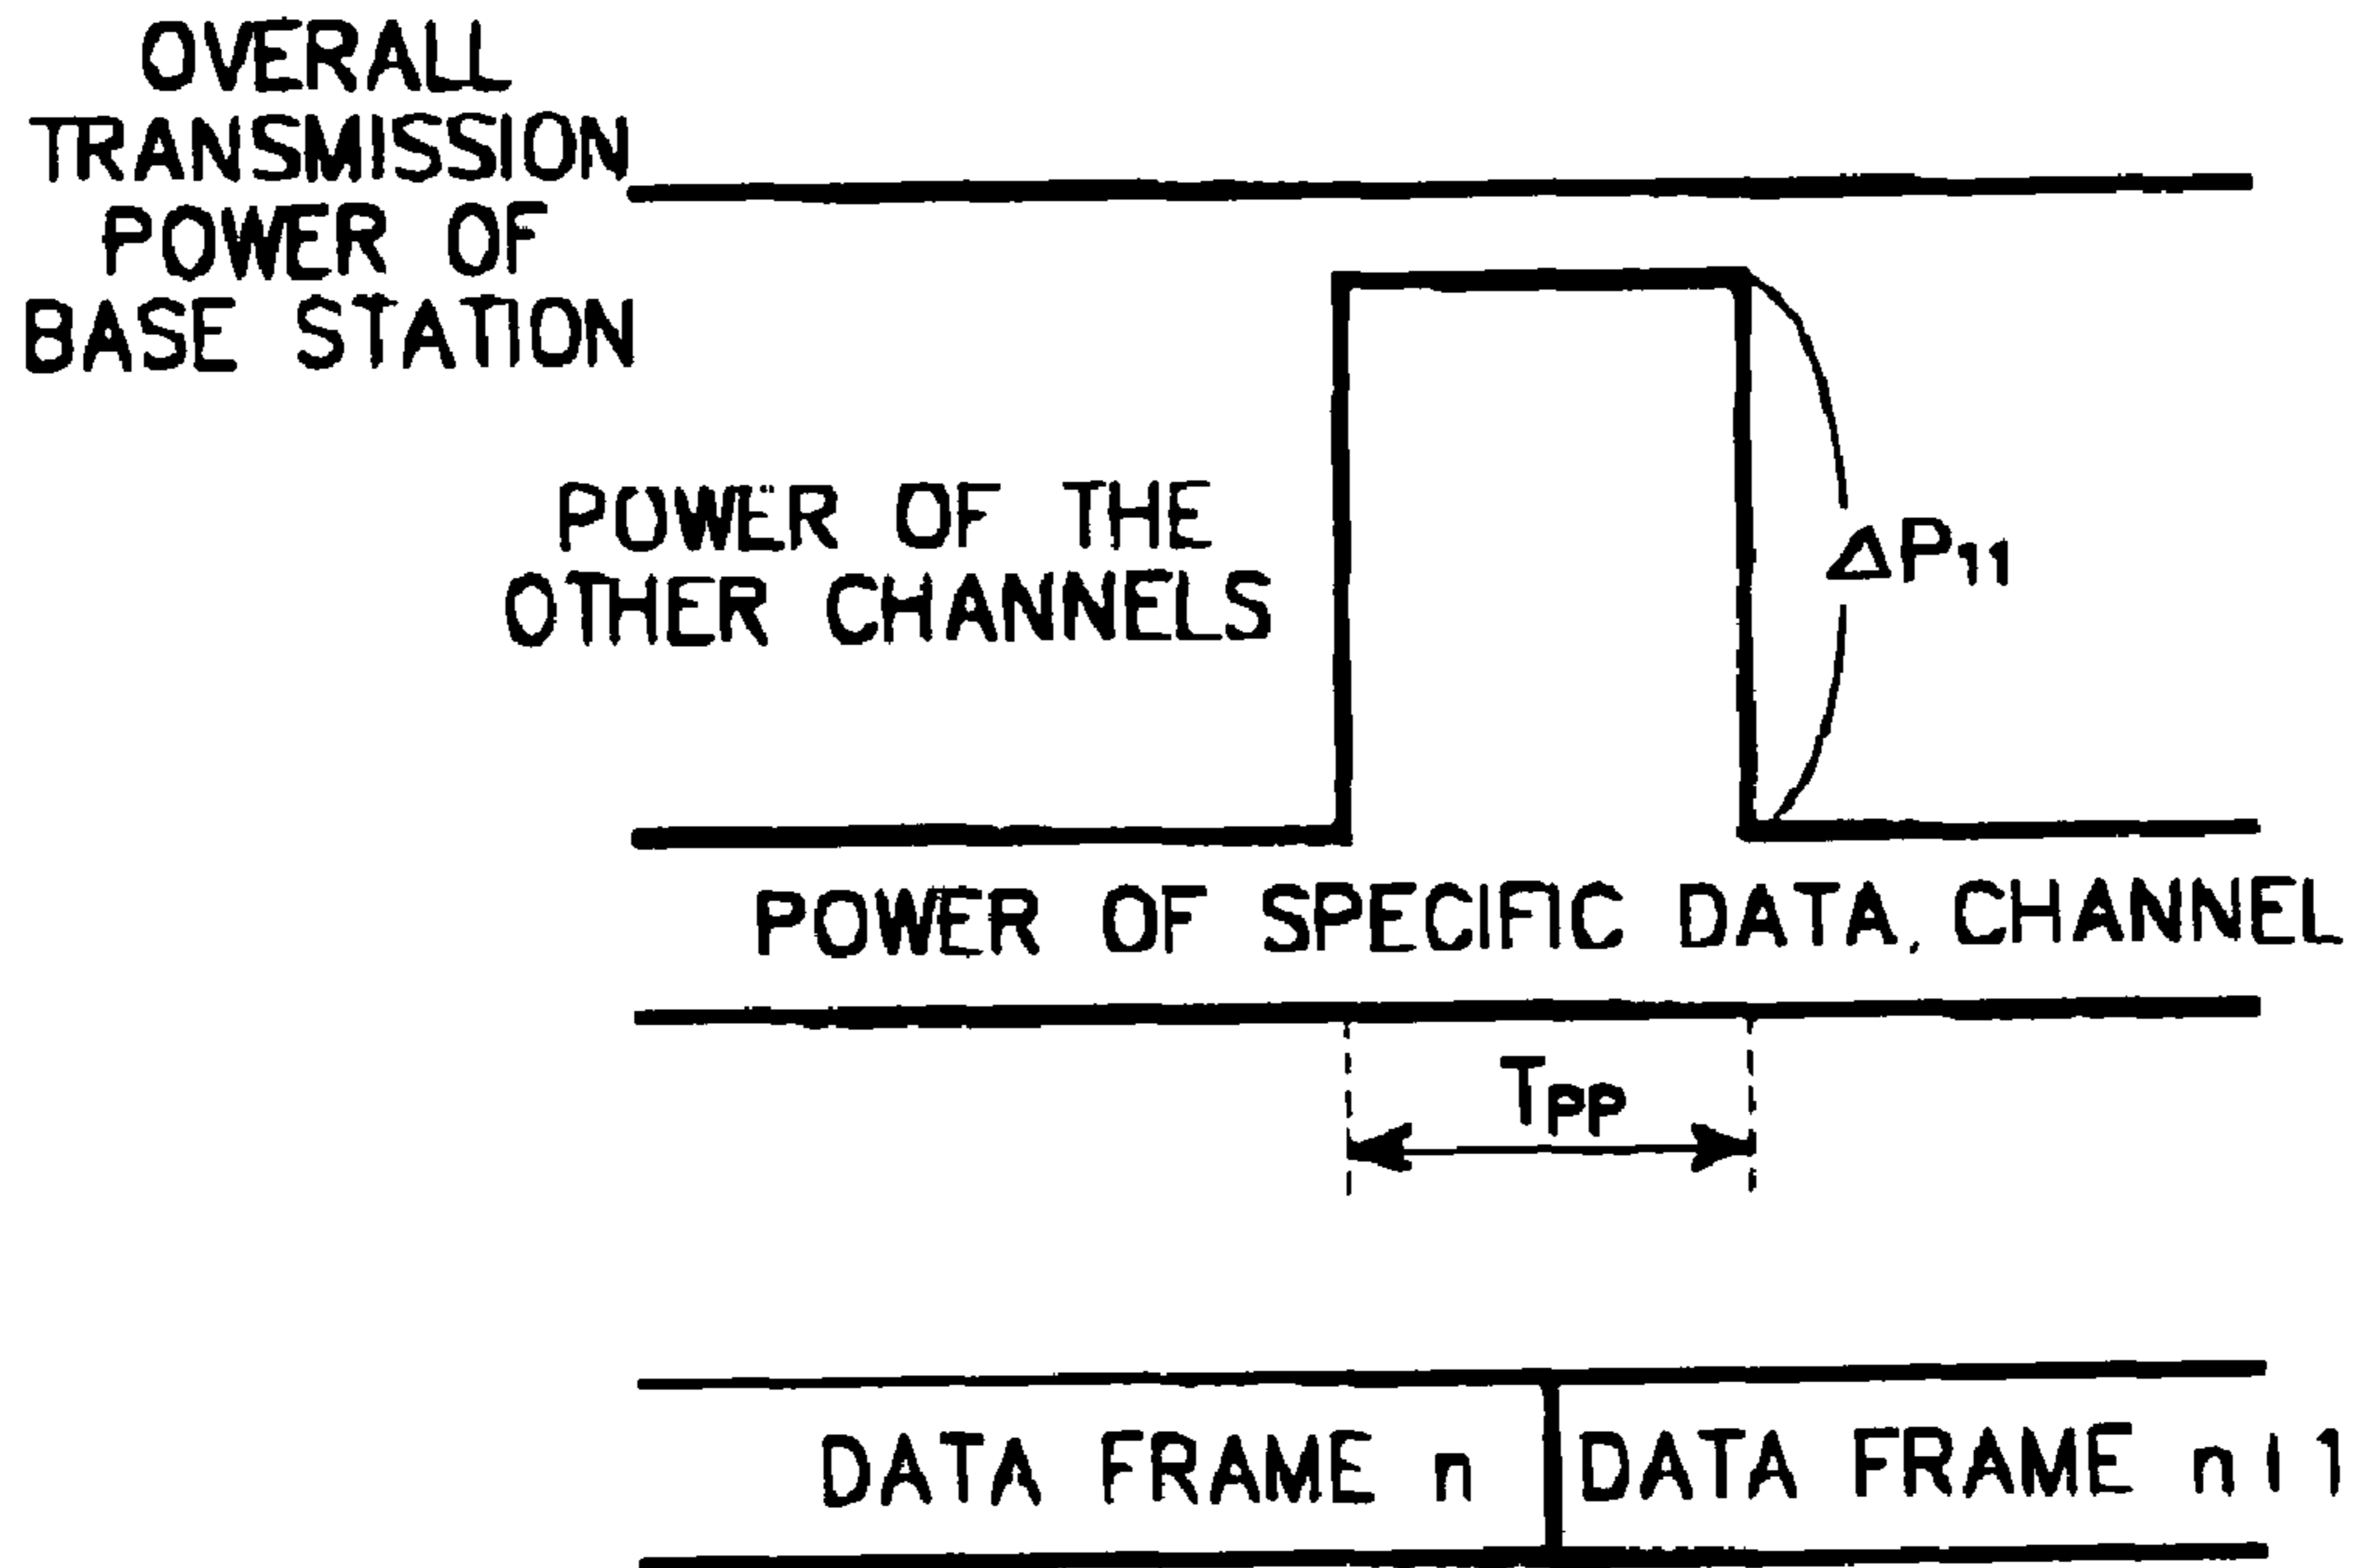 OVERALL
TRANSMISSION
POWER OF
BASE STATION
POWER OF THE
OTHER CHANNELS
ΔP11
POWER OF SPECIFIC DATA, CHANNEL
TPP
DATA FRAME n
DATA FRAME n ı 1